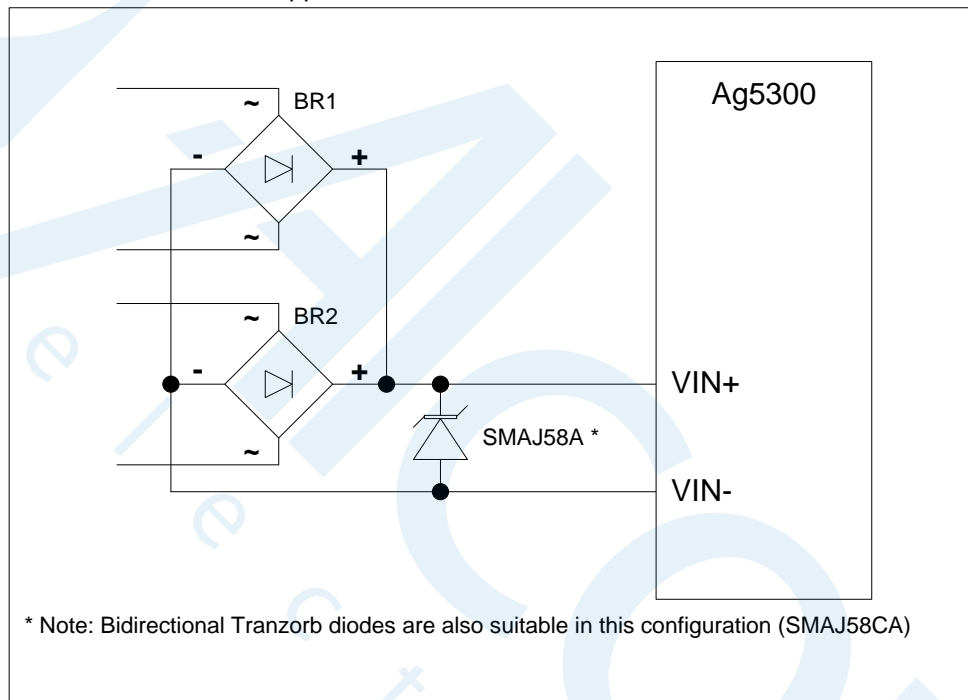 BR1
~
-
+
~
BR2
~
-
+
~
SMAJ58A *
Ag5300
VIN+
VIN-
* Note: Bidirectional Tranzorb diodes are also suitable in this configuration (SMAJ58CA)